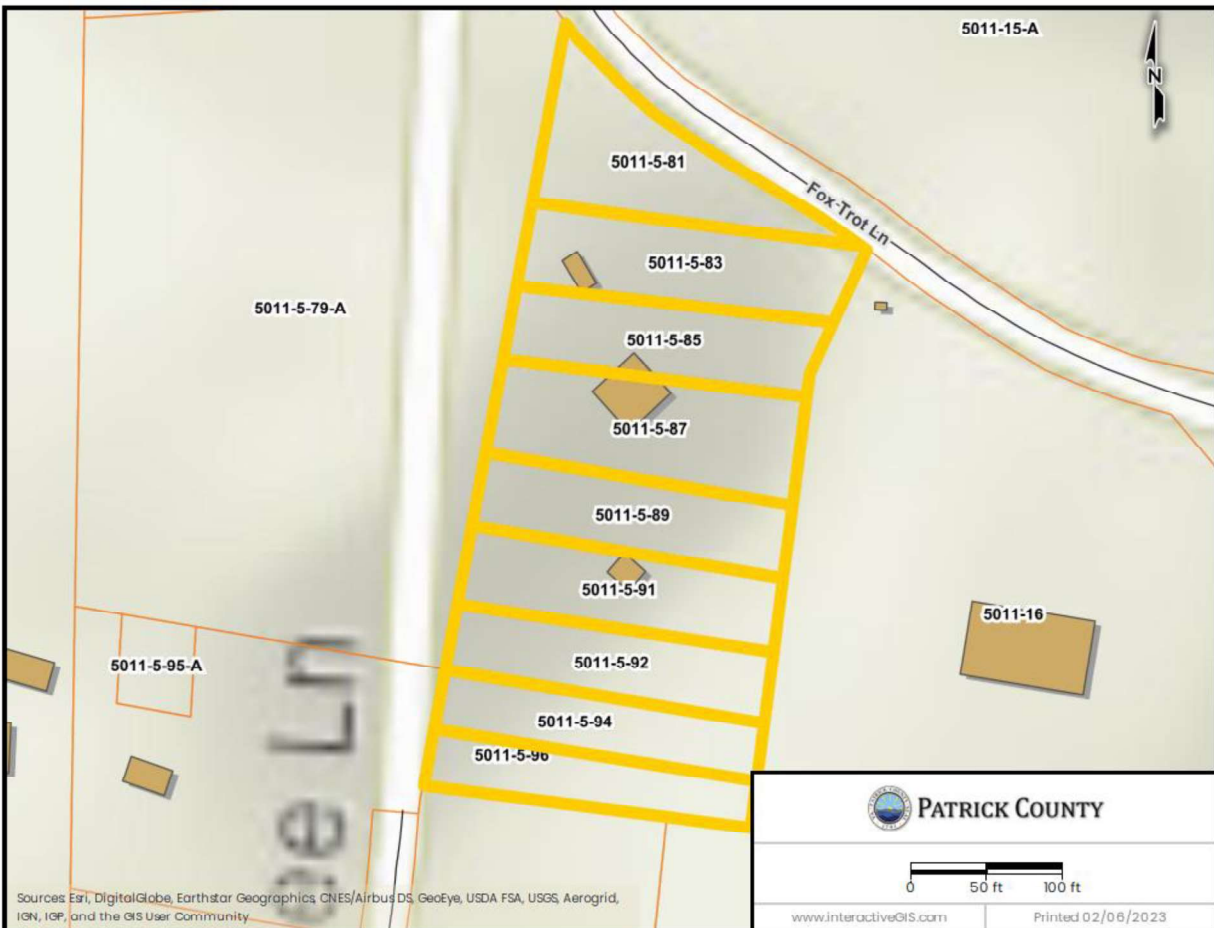 5011-15-A
N
5011-5-81
Fox-Trot Ln
5011-5-83
5011-5-79-A
5011-5-85
5011-5-87
5011-5-89
5011-5-91
5011-16
5011-5-92
5011-5-95-A
5011-5-94
5011-5-96
ee Ln
PATRICK COUNTY
0 50 ft 100 ft
Sources: Esri, DigitalGlobe, Earthstar Geographics, CNES/Airbus DS, GeoEye, USDA FSA, USGS, Aerogrid,
IGN, IGP, and the GIS User Community
www.interactiveGIS.com
Printed 02/06/2023